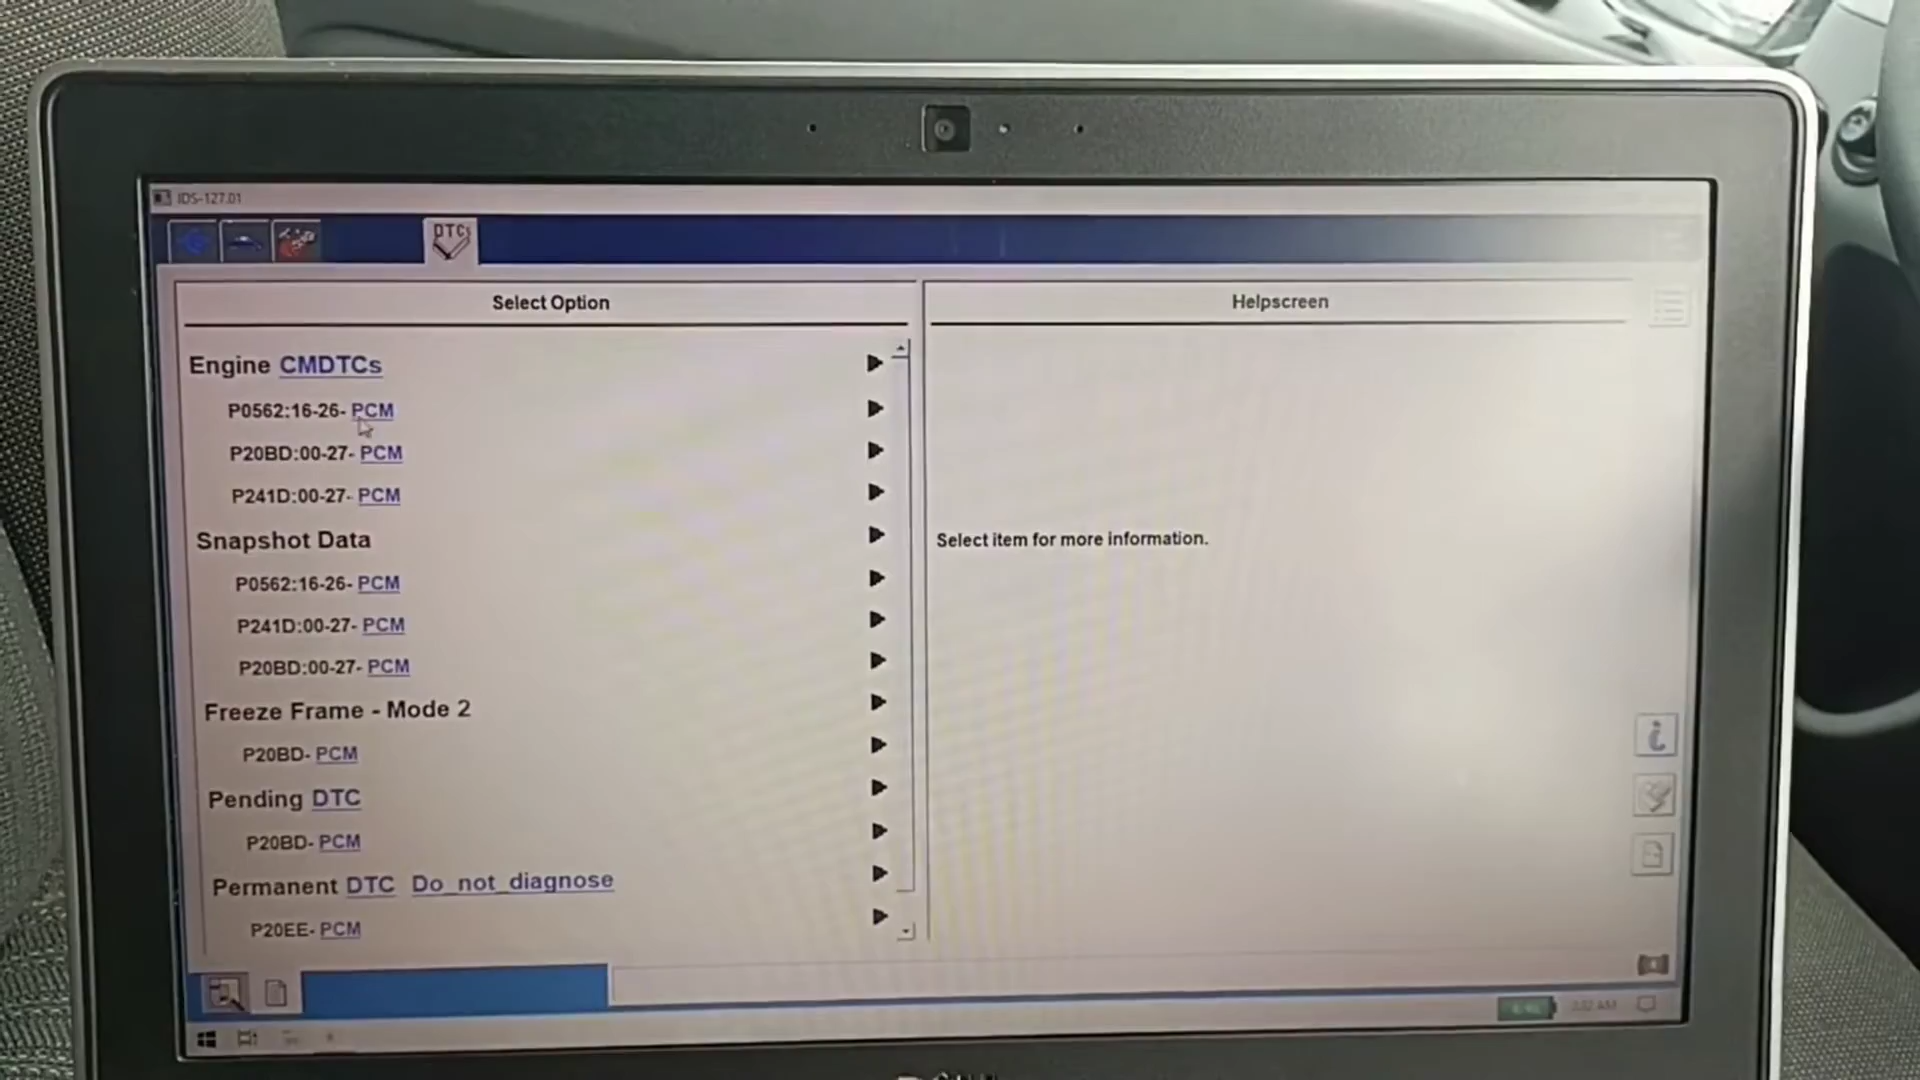 IDS-127.01
DTCs
Select Option
Helpscreen
Engine CMDTCs
P0562:16-26- PCM
P20BD:00-27- PCM
P241D:00-27- PCM
Snapshot Data
P0562:16-26- PCM
P241D:00-27- PCM
P20BD:00-27- PCM
Freeze Frame - Mode 2
P20BD- PCM
Pending DTC
P20BD- PCM
Permanent DTC Do_not_diagnose
P20EE- PCM
Select item for more information.